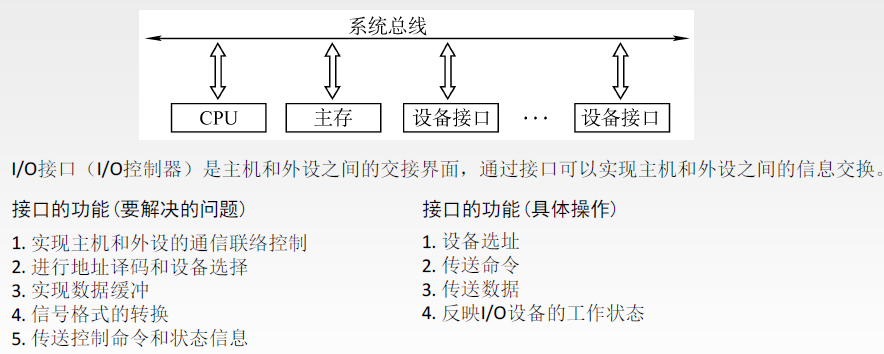 系统总线
CPU
主存
设备接口
···
设备接口
I/O接口（I/O控制器）是主机和外设之间的交接界面，通过接口可以实现主机和外设之间的信息交换。
接口的功能(要解决的问题)
1. 实现主机和外设的通信联络控制
2. 进行地址译码和设备选择
3. 实现数据缓冲
4. 信号格式的转换
5. 传送控制命令和状态信息
接口的功能(具体操作)
1. 设备选址
2. 传送命令
3. 传送数据
4. 反映I/O设备的工作状态